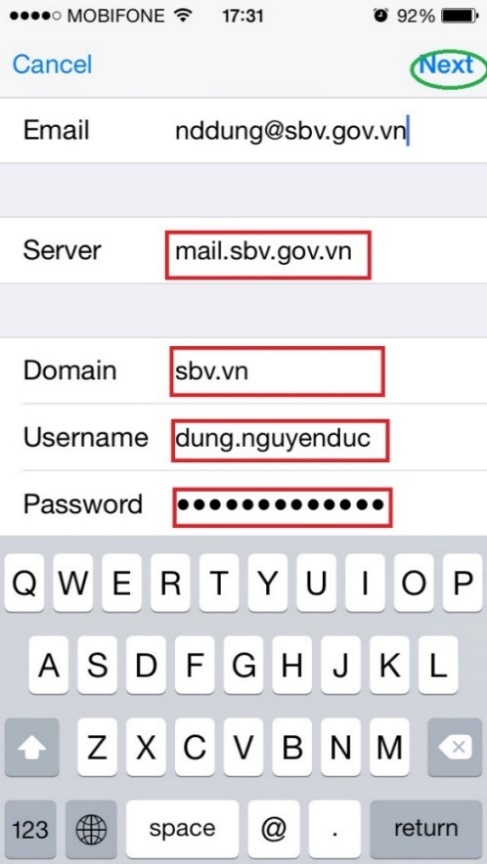 MOBIFONE 17:31 92%
Cancel Next
Email nddung@sbv.gov.vn
Server mail.sbv.gov.vn
Domain sbv.vn
Username dung.nguyenduc
Password •••••••••••••
Q W E R T Y U I O P
A S D F G H J K L
Z X C V B N M
123 space @ . return